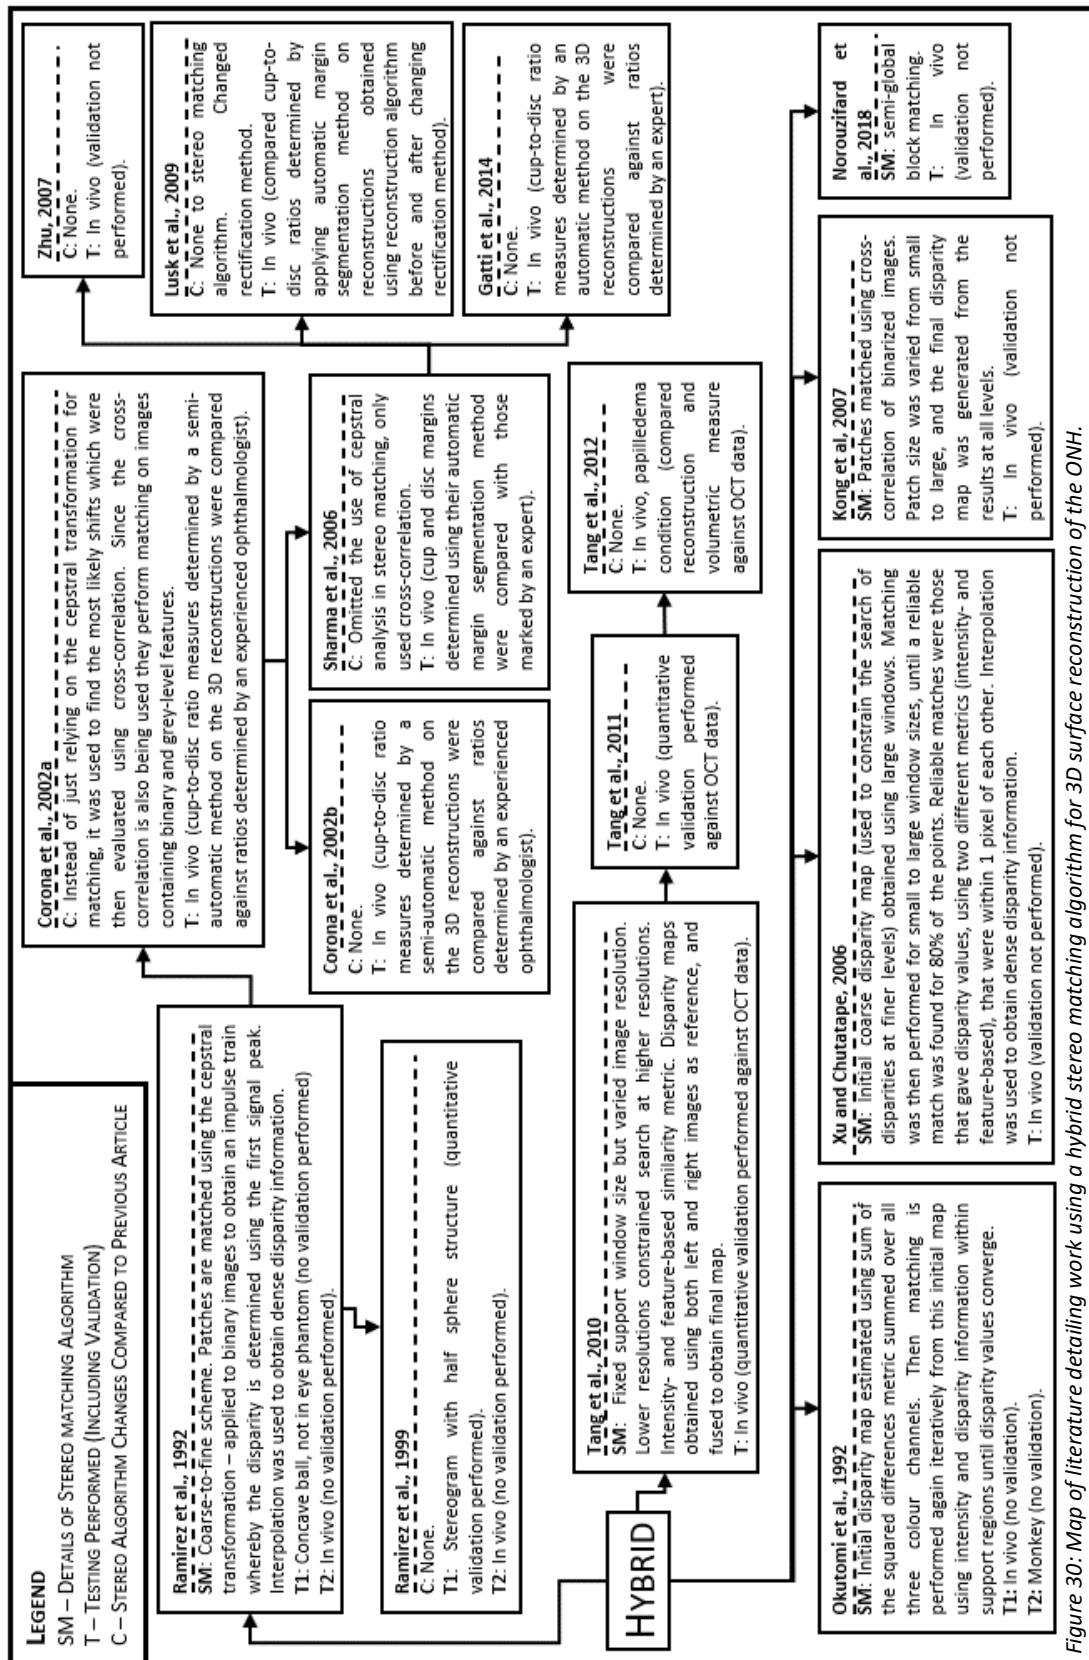 LEGEND
SM – DETAILS OF STEREO MATCHING ALGORITHM
T – TESTING PERFORMED (INCLUDING VALIDATION)
C – STEREO ALGORITHM CHANGES COMPARED TO PREVIOUS ARTICLE
Ramirez et al., 1992
SM: Coarse-to-fine scheme. Patches are matched using the cepstral
transformation – applied to binary images to obtain an impulse train
whereby the disparity is determined using the first signal peak.
Interpolation was used to obtain dense disparity information.
T1: Concave ball, not in eye phantom (no validation performed)
T2: In vivo (no validation performed).
Ramirez et al., 1999
C: None.
T1: Stereogram with half sphere structure (quantitative
validation performed).
T2: In vivo (no validation performed).
Corona et al., 2002a
C: Instead of just relying on the cepstral transformation for
matching, it was used to find the most likely shifts which were
then evaluated using cross-correlation. Since the cross-
correlation is also being used they perform matching on images
containing binary and grey-level features.
T: In vivo (cup-to-disc ratio measures determined by a semi-
automatic method on the 3D reconstructions were compared
against ratios determined by an experienced ophthalmologist).
Corona et al., 2002b
C: None.
T: In vivo (cup-to-disc ratio
measures determined by a
semi-automatic method on
the 3D reconstructions were
compared against ratios
determined by an experienced
ophthalmologist).
Sharma et al., 2006
C: Omitted the use of cepstral
analysis in stereo matching, only
used cross-correlation.
T: In vivo (cup and disc margins
determined using their automatic
margin segmentation method
were compared with those
marked by an expert).
Zhu, 2007
C: None.
T: In vivo (validation not
performed).
Lusk et al., 2009
C: None to stereo matching
algorithm. Changed
rectification method.
T: In vivo (compared cup-to-
disc ratios determined by
applying automatic margin
segmentation method on
reconstructions obtained
using reconstruction algorithm
before and after changing
rectification method).
Gatti et al., 2014
C: None.
T: In vivo (cup-to-disc ratio
measures determined by an
automatic method on the 3D
reconstructions were
compared against ratios
determined by an expert).
HYBRID
Tang et al., 2010
SM: Fixed support window size but varied image resolution.
Lower resolutions constrained search at higher resolutions.
Intensity- and feature-based similarity metric. Disparity maps
obtained using both left and right images as reference, and
fused to obtain final map.
T: In vivo (quantitative validation performed against OCT data).
Tang et al., 2011
C: None.
T: In vivo (quantitative
validation performed
against OCT data).
Tang et al., 2012
C: None.
T: In vivo, papilledema
condition (compared
reconstruction and
volumetric measure
against OCT data).
Okutomi et al., 1992
SM: Initial disparity map estimated using sum of
the squared differences metric summed over all
three colour channels. Then matching is
performed again iteratively from this initial map
using intensity and disparity information within
support regions until disparity values converge.
T1: In vivo (no validation).
T2: Monkey (no validation).
Xu and Chutatape, 2006
SM: Initial coarse disparity map (used to constrain the search of
disparities at finer levels) obtained using large windows. Matching
was then performed for small to large window sizes, until a reliable
match was found for 80% of the points. Reliable matches were those
that gave disparity values, using two different metrics (intensity- and
feature-based), that were within 1 pixel of each other. Interpolation
was used to obtain dense disparity information.
T: In vivo (validation not performed).
Kong et al, 2007
SM: Patches matched using cross-
correlation of binarized images.
Patch size was varied from small
to large, and the final disparity
map was generated from the
results at all levels.
T: In vivo (validation not
performed).
Norouzifard et
al., 2018
SM: semi-global
block matching.
T: In vivo
(validation not
performed).
Figure 30: Map of literature detailing work using a hybrid stereo matching algorithm for 3D surface reconstruction of the ONH.